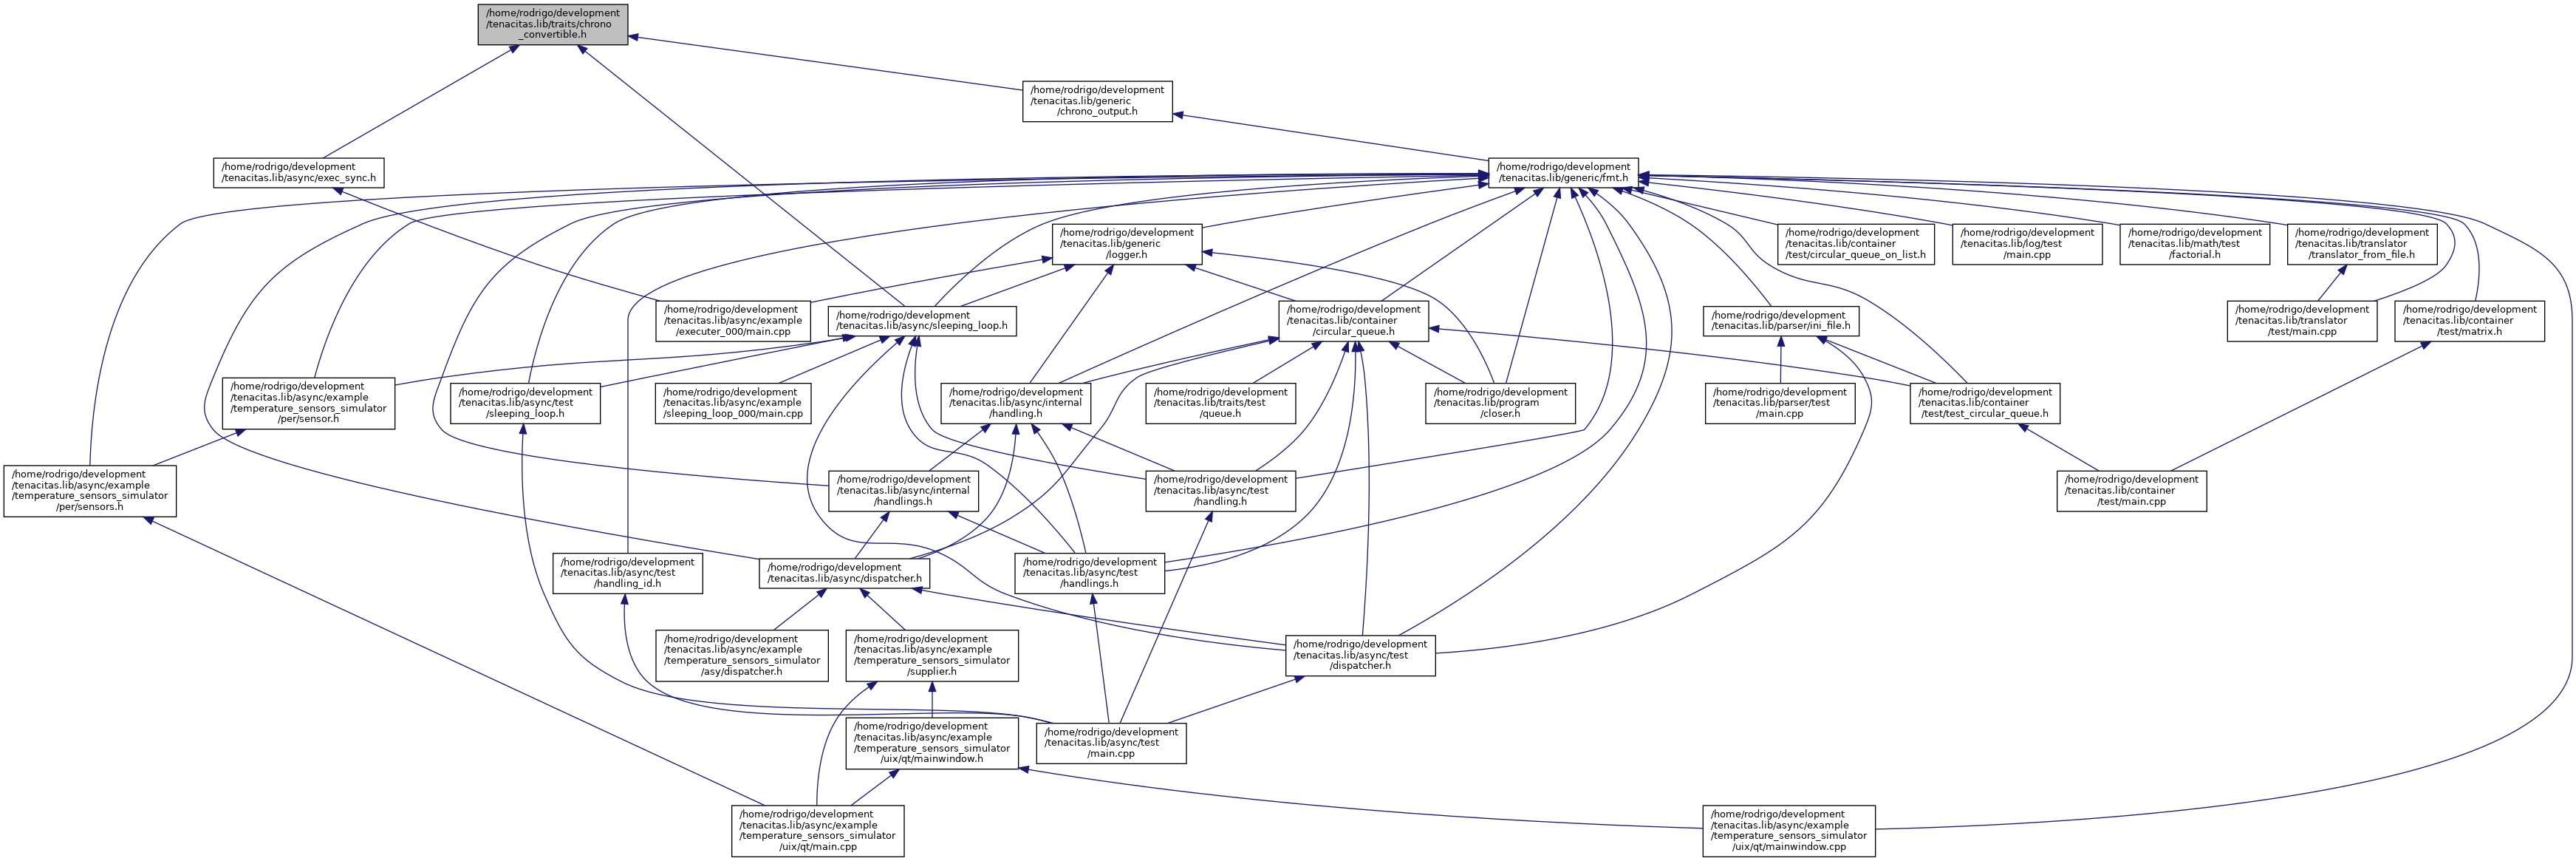 /home/rodrigo/development
/tenacitas.lib/traits/chrono
_convertible.h
/home/rodrigo/development
/tenacitas.lib/generic
/chrono_output.h
/home/rodrigo/development
/tenacitas.lib/async/exec_sync.h
/home/rodrigo/development
/tenacitas.lib/generic/fmt.h
/home/rodrigo/development
/tenacitas.lib/generic
/logger.h
/home/rodrigo/development
/tenacitas.lib/container
/test/circular_queue_on_list.h
/home/rodrigo/development
/tenacitas.lib/log/test
/main.cpp
/home/rodrigo/development
/tenacitas.lib/math/test
/factorial.h
/home/rodrigo/development
/tenacitas.lib/translator
/translator_from_file.h
/home/rodrigo/development
/tenacitas.lib/async/example
/executer_000/main.cpp
/home/rodrigo/development
/tenacitas.lib/async/sleeping_loop.h
/home/rodrigo/development
/tenacitas.lib/container
/circular_queue.h
/home/rodrigo/development
/tenacitas.lib/parser/ini_file.h
/home/rodrigo/development
/tenacitas.lib/translator
/test/main.cpp
/home/rodrigo/development
/tenacitas.lib/container
/test/matrix.h
/home/rodrigo/development
/tenacitas.lib/async/example
/temperature_sensors_simulator
/per/sensor.h
/home/rodrigo/development
/tenacitas.lib/async/test
/sleeping_loop.h
/home/rodrigo/development
/tenacitas.lib/async/example
/sleeping_loop_000/main.cpp
/home/rodrigo/development
/tenacitas.lib/async/internal
/handling.h
/home/rodrigo/development
/tenacitas.lib/traits/test
/queue.h
/home/rodrigo/development
/tenacitas.lib/program
/closer.h
/home/rodrigo/development
/tenacitas.lib/parser/test
/main.cpp
/home/rodrigo/development
/tenacitas.lib/container
/test/test_circular_queue.h
/home/rodrigo/development
/tenacitas.lib/async/example
/temperature_sensors_simulator
/per/sensors.h
/home/rodrigo/development
/tenacitas.lib/async/internal
/handlings.h
/home/rodrigo/development
/tenacitas.lib/async/test
/handling.h
/home/rodrigo/development
/tenacitas.lib/container
/test/main.cpp
/home/rodrigo/development
/tenacitas.lib/async/test
/handling_id.h
/home/rodrigo/development
/tenacitas.lib/async/dispatcher.h
/home/rodrigo/development
/tenacitas.lib/async/test
/handlings.h
/home/rodrigo/development
/tenacitas.lib/async/example
/temperature_sensors_simulator
/asy/dispatcher.h
/home/rodrigo/development
/tenacitas.lib/async/example
/temperature_sensors_simulator
/supplier.h
/home/rodrigo/development
/tenacitas.lib/async/test
/dispatcher.h
/home/rodrigo/development
/tenacitas.lib/async/example
/temperature_sensors_simulator
/uix/qt/mainwindow.h
/home/rodrigo/development
/tenacitas.lib/async/test
/main.cpp
/home/rodrigo/development
/tenacitas.lib/async/example
/temperature_sensors_simulator
/uix/qt/main.cpp
/home/rodrigo/development
/tenacitas.lib/async/example
/temperature_sensors_simulator
/uix/qt/mainwindow.cpp